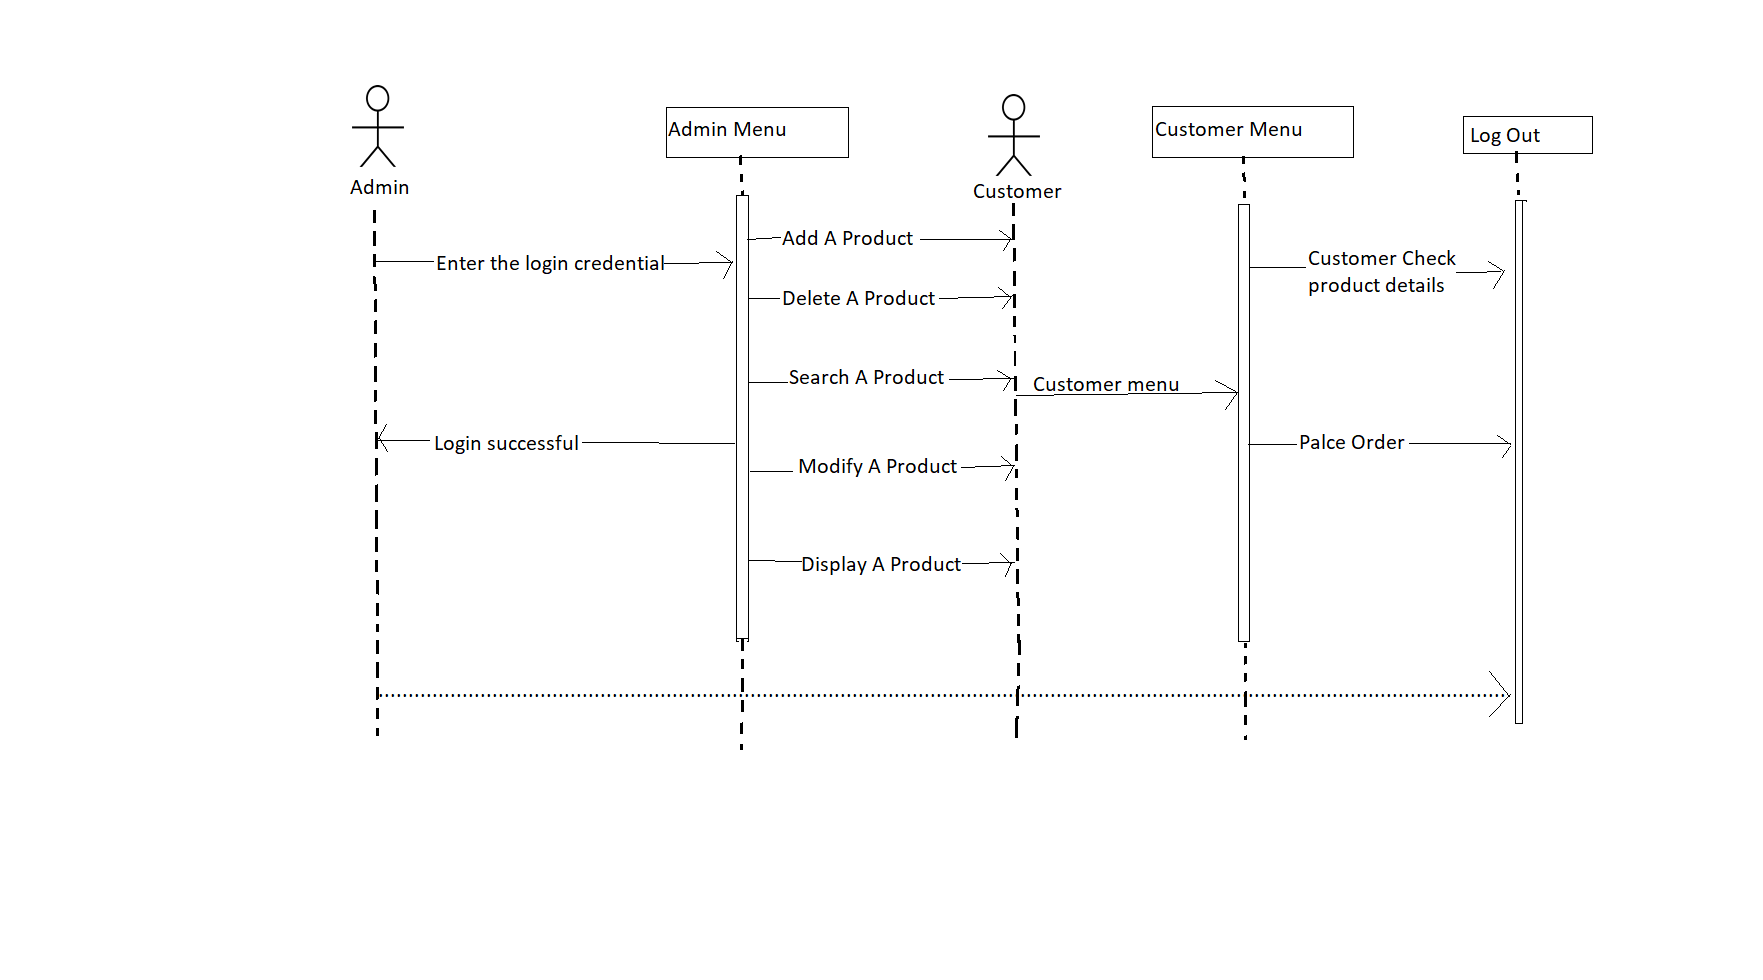 Admin Menu
Customer Menu
Log Out
Admin
Customer
Add A Product
Enter the login credential
Customer Check
product details
Delete A Product
Search A Product
Customer menu
Login successful
Palce Order
Modify A Product
Display A Product